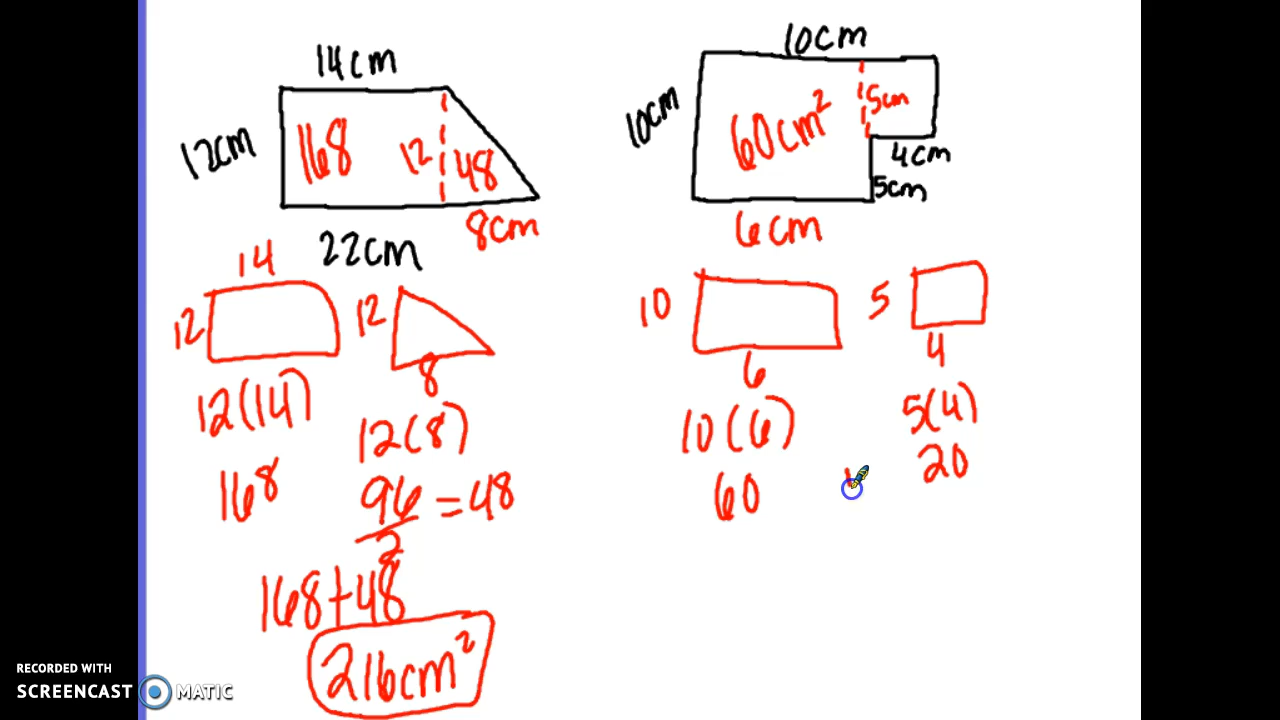 14cm
12cm
168
12
48
8cm
22cm
14
12
12(14)
168
12
8
12(8)
96
2
=48
168+48
216cm²
10cm
10cm
60cm²
5cm
4cm
5cm
6cm
10
6
10(6)
60
5
4
5(4)
20
RECORDED WITH
SCREENCAST MATIC